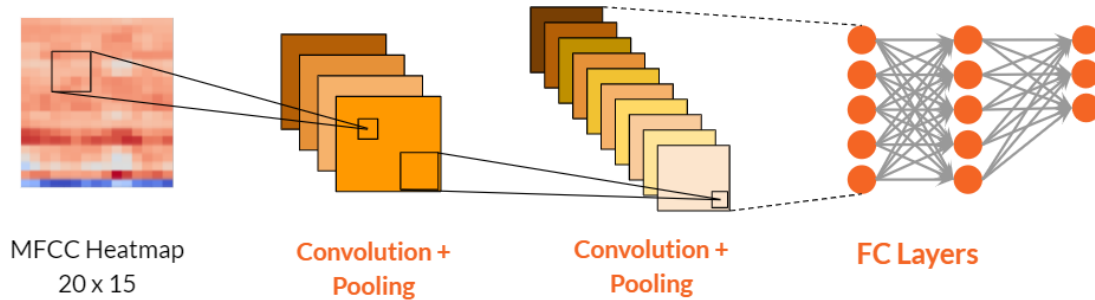 MFCC Heatmap
20 x 15
Convolution +
Pooling
Convolution +
Pooling
FC Layers